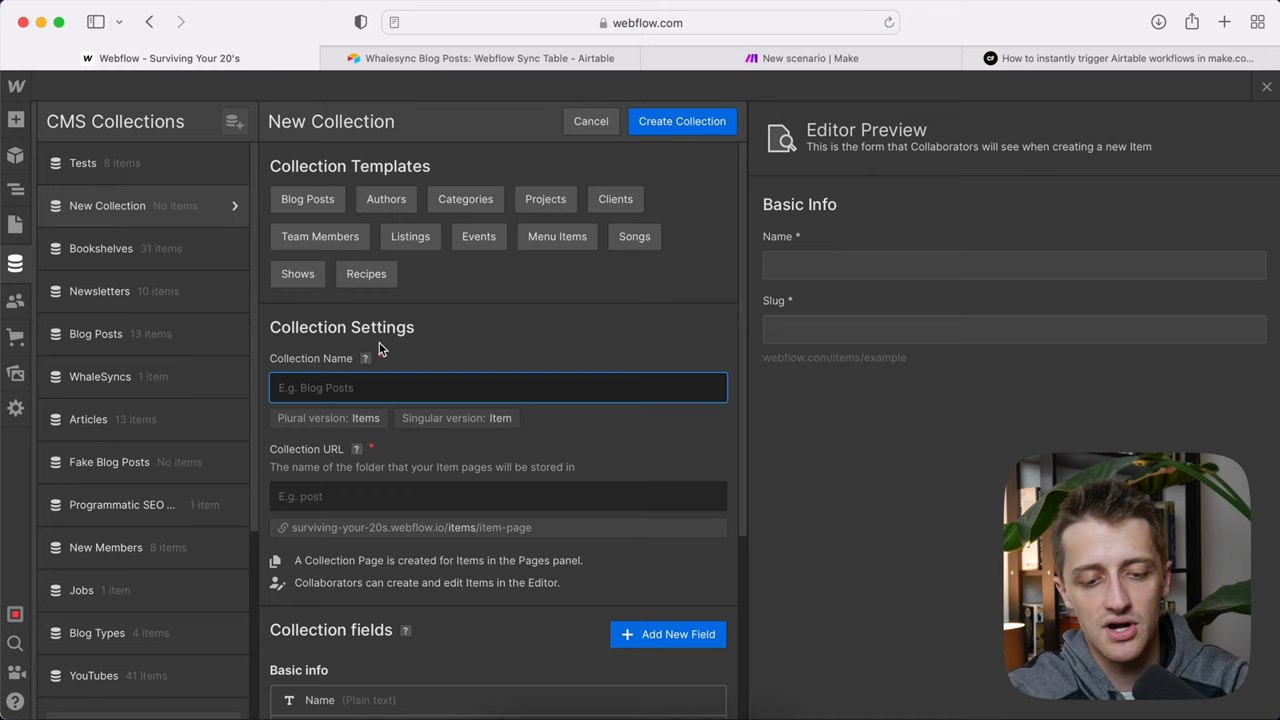 webflow.com
Webflow - Surviving Your 20's
Whalesync Blog Posts: Webflow Sync Table - Airtable
New scenario | Make
How to instantly trigger Airtable workflows in make.co...
CMS Collections
Tests 8 items
New Collection No items
Bookshelves 31 items
Newsletters 10 items
Blog Posts 13 items
WhaleSyncs 1 item
Articles 13 items
Fake Blog Posts No items
Programmatic SEO ... 1 item
New Members 8 items
Jobs 1 item
Blog Types 4 items
YouTubes 41 items
New Collection
Cancel
Create Collection
Collection Templates
Blog Posts Authors Categories Projects Clients
Team Members Listings Events Menu Items Songs
Shows Recipes
Collection Settings
Collection Name ?
E.g. Blog Posts
Plural version: Items Singular version: Item
Collection URL ? *
The name of the folder that your Item pages will be stored in
E.g. post
surviving-your-20s.webflow.io/items/item-page
A Collection Page is created for Items in the Pages panel.
Collaborators can create and edit Items in the Editor.
Collection fields ?
+ Add New Field
Basic info
T Name (Plain text)
Editor Preview
This is the form that Collaborators will see when creating a new Item
Basic Info
Name *
Slug *
webflow.com/items/example